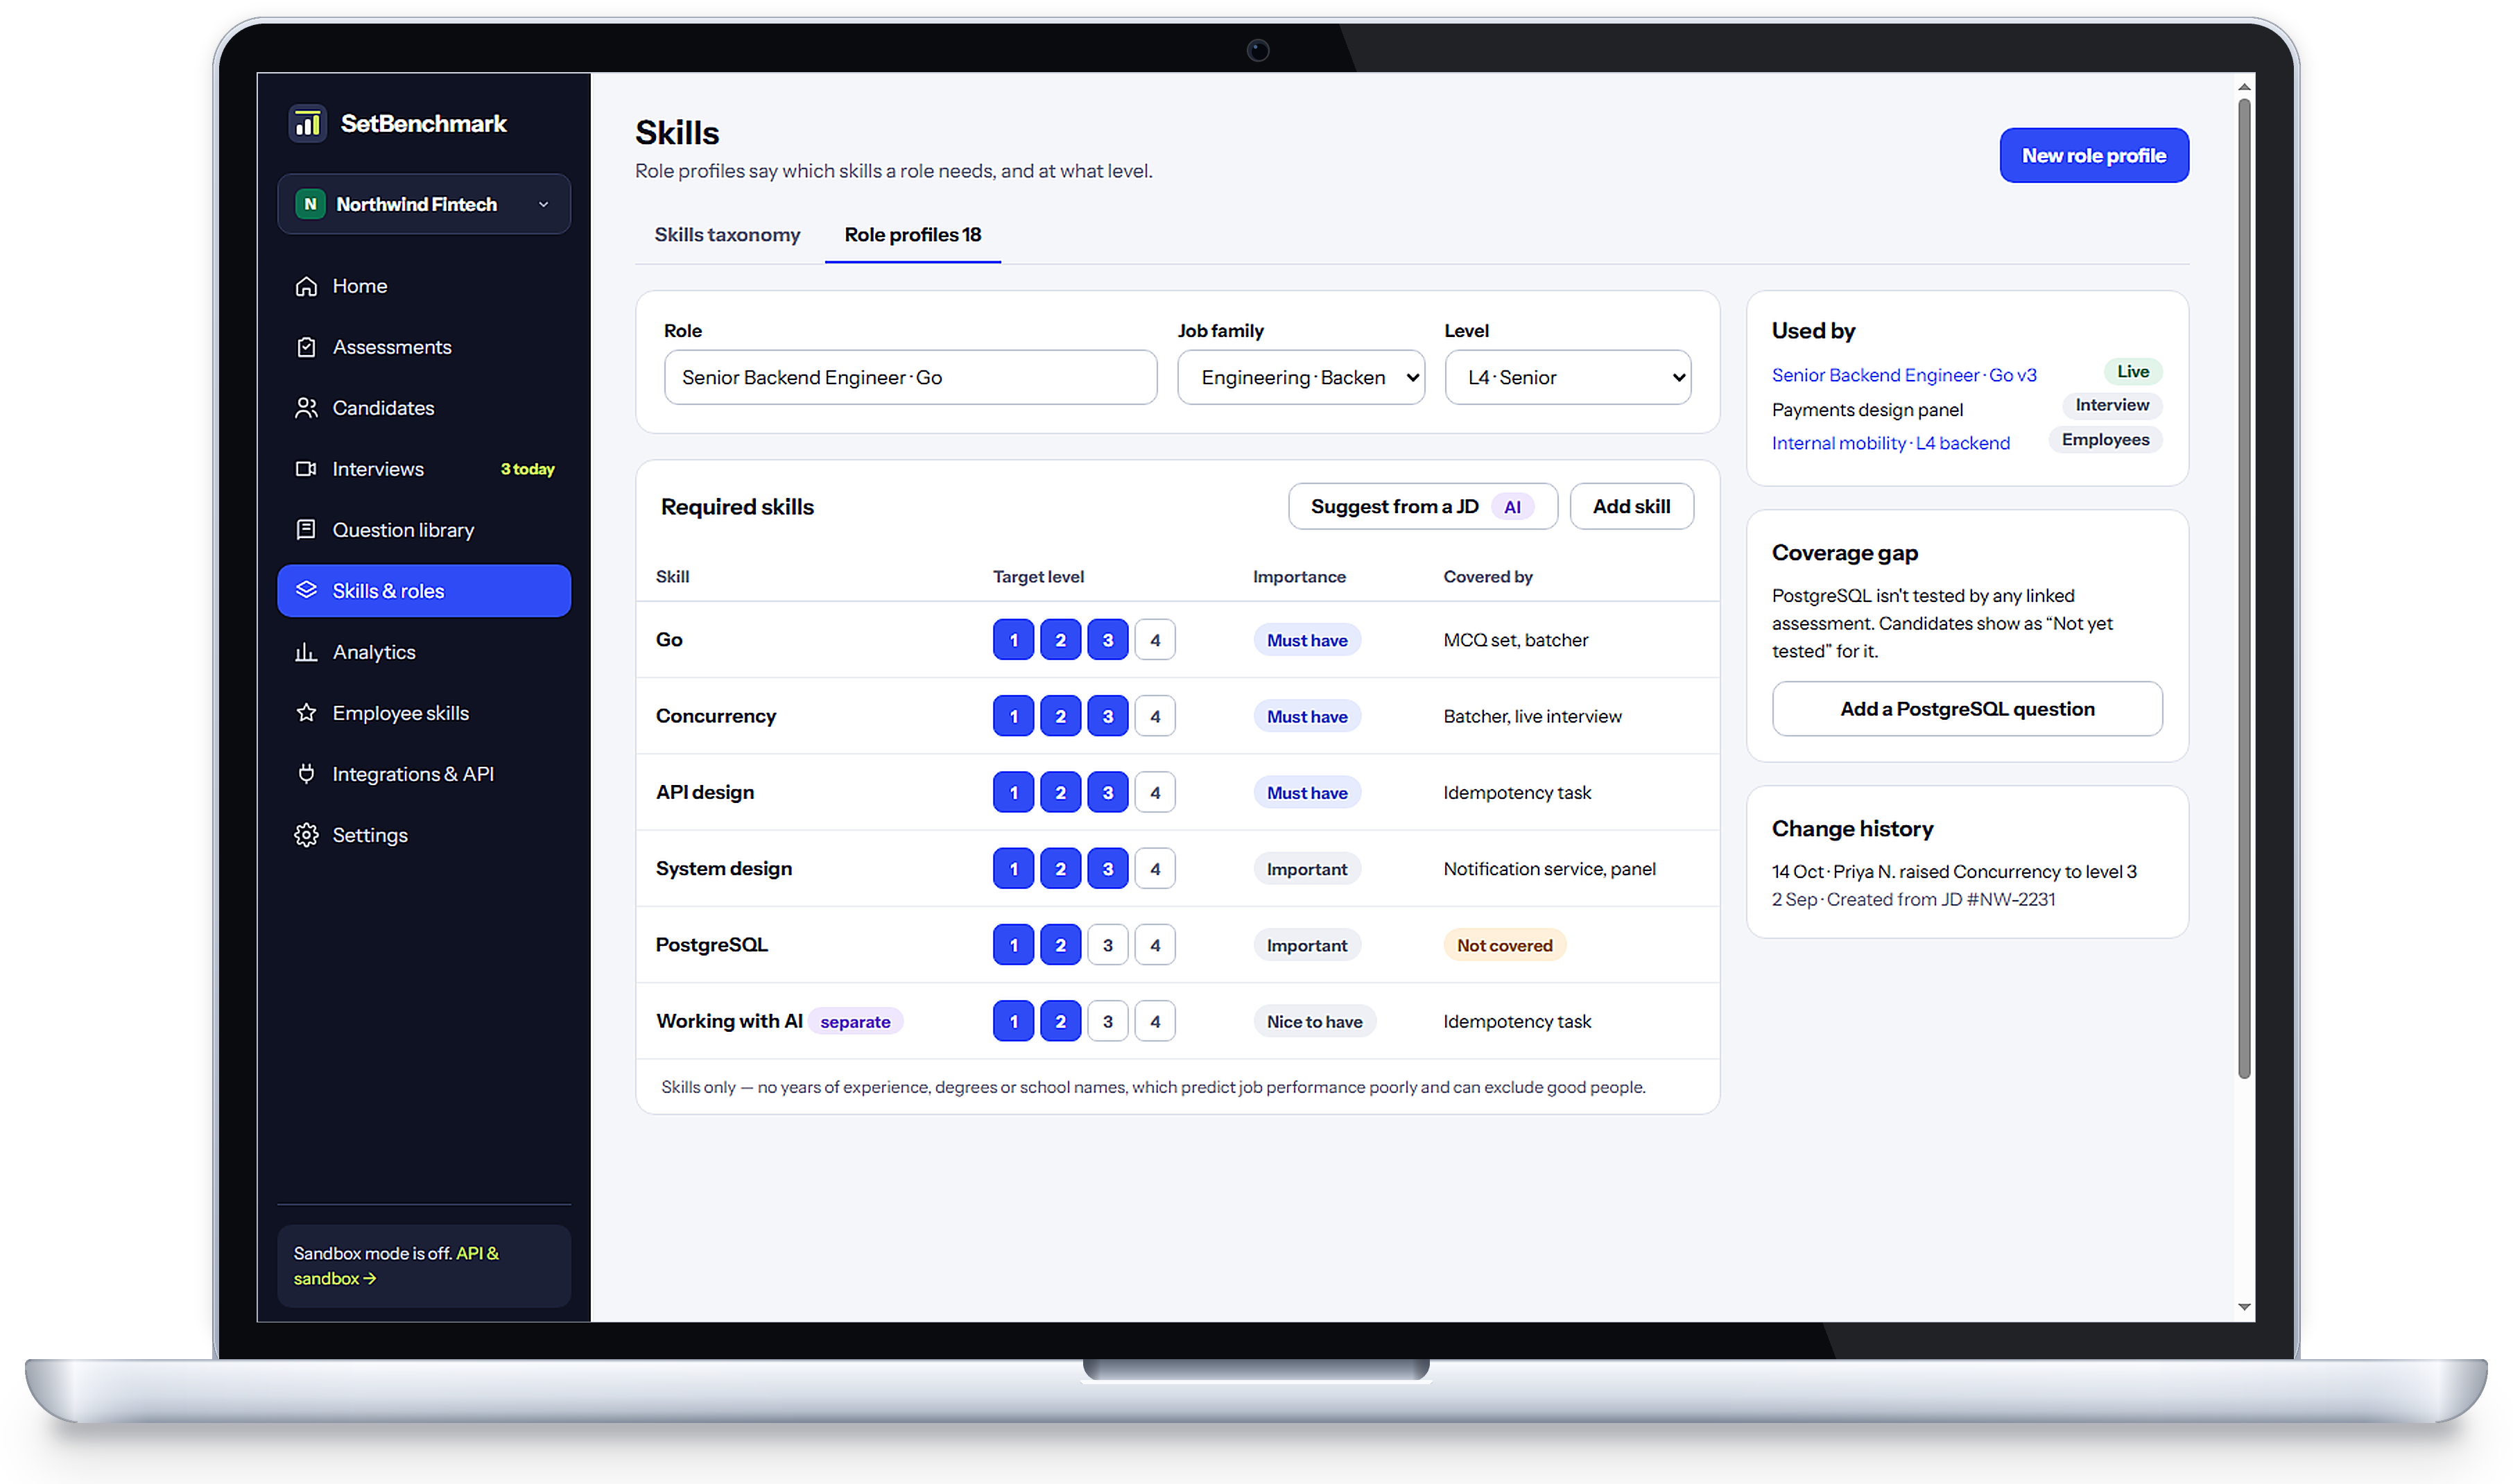 SetBenchmark
N Northwind Fintech
Home
Assessments
Candidates
Interviews 3 today
Question library
Skills & roles
Analytics
Employee skills
Integrations & API
Settings
Sandbox mode is off. API &
sandbox →
Skills
Role profiles say which skills a role needs, and at what level.
New role profile
Skills taxonomy Role profiles 18
Role Job family Level
Senior Backend Engineer · Go Engineering · Backen L4 · Senior
Required skills Suggest from a JD AI Add skill
Skill Target level Importance Covered by
Go 1 2 3 4 Must have MCQ set, batcher
Concurrency 1 2 3 4 Must have Batcher, live interview
API design 1 2 3 4 Must have Idempotency task
System design 1 2 3 4 Important Notification service, panel
PostgreSQL 1 2 3 4 Important Not covered
Working with AI separate 1 2 3 4 Nice to have Idempotency task
Skills only — no years of experience, degrees or school names, which predict job performance poorly and can exclude good people.
Used by
Senior Backend Engineer · Go v3 Live
Payments design panel Interview
Internal mobility · L4 backend Employees
Coverage gap
PostgreSQL isn't tested by any linked
assessment. Candidates show as “Not yet
tested” for it.
Add a PostgreSQL question
Change history
14 Oct · Priya N. raised Concurrency to level 3
2 Sep · Created from JD #NW-2231